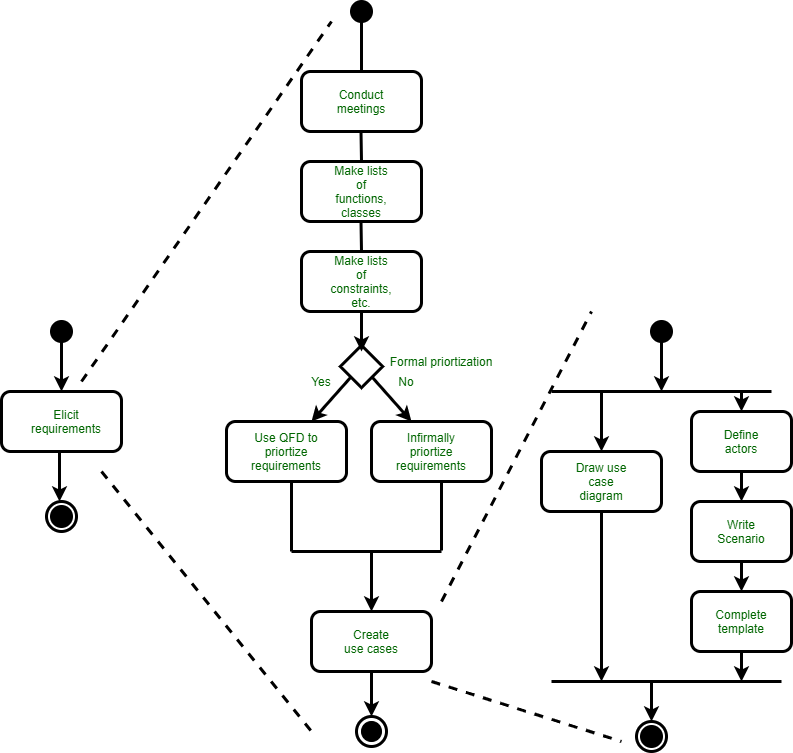 Conduct
meetings
Make lists
of
functions,
classes
Make lists
of
constraints,
etc.
Formal priortization
Yes
No
Elicit
requirements
Use QFD to
priortize
requirements
Infirmally
priortize
requirements
Create
use cases
Draw use
case
diagram
Define
actors
Write
Scenario
Complete
template